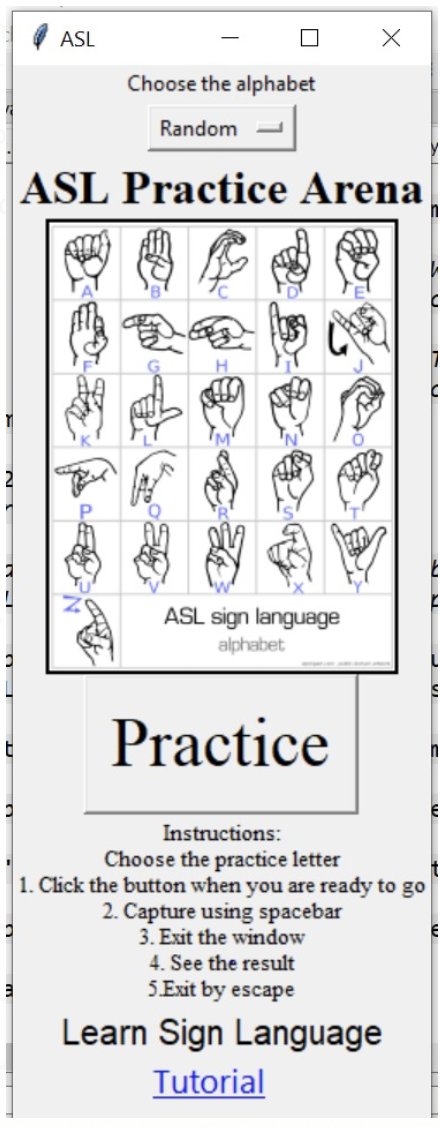 ASL
Choose the alphabet
Random
ASL Practice Arena
A B C D E
F G H I J
K L M N O
P Q R S T
U V W X Y
Z
ASL sign language
alphabet
Practice
Instructions:
Choose the practice letter
1. Click the button when you are ready to go
2. Capture using spacebar
3. Exit the window
4. See the result
5.Exit by escape
Learn Sign Language
Tutorial